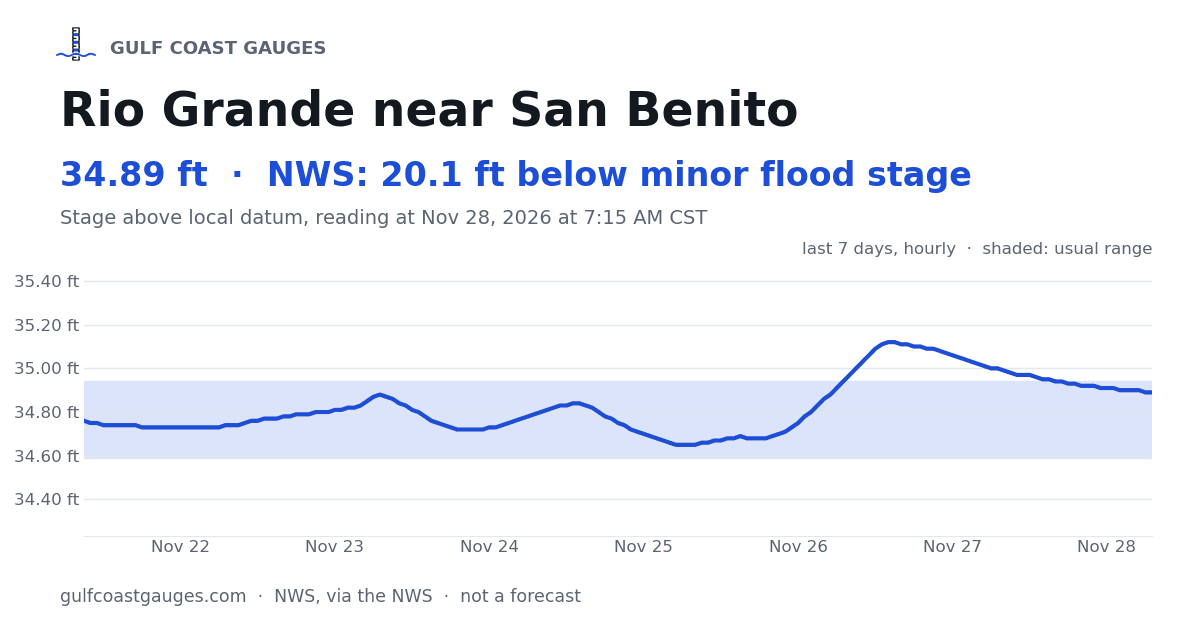 GULF COAST GAUGES
Rio Grande near San Benito
34.89 ft · NWS: 20.1 ft below minor flood stage
Stage above local datum, reading at Nov 28, 2026 at 7:15 AM CST
last 7 days, hourly · shaded: usual range
35.40 ft
35.20 ft
35.00 ft
34.80 ft
34.60 ft
34.40 ft
Nov 22 Nov 23 Nov 24 Nov 25 Nov 26 Nov 27 Nov 28
gulfcoastgauges.com · NWS, via the NWS · not a forecast